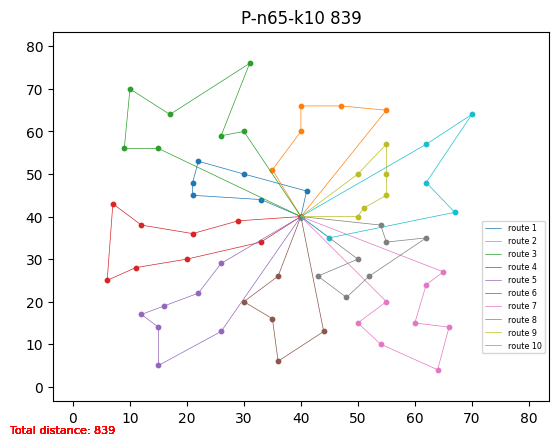 P-n65-k10 839
80
70
60
50
40
30
20
10
0
0 10 20 30 40 50 60 70 80
route 1
route 2
route 3
route 4
route 5
route 6
route 7
route 8
route 9
route 10
Total distance: 839